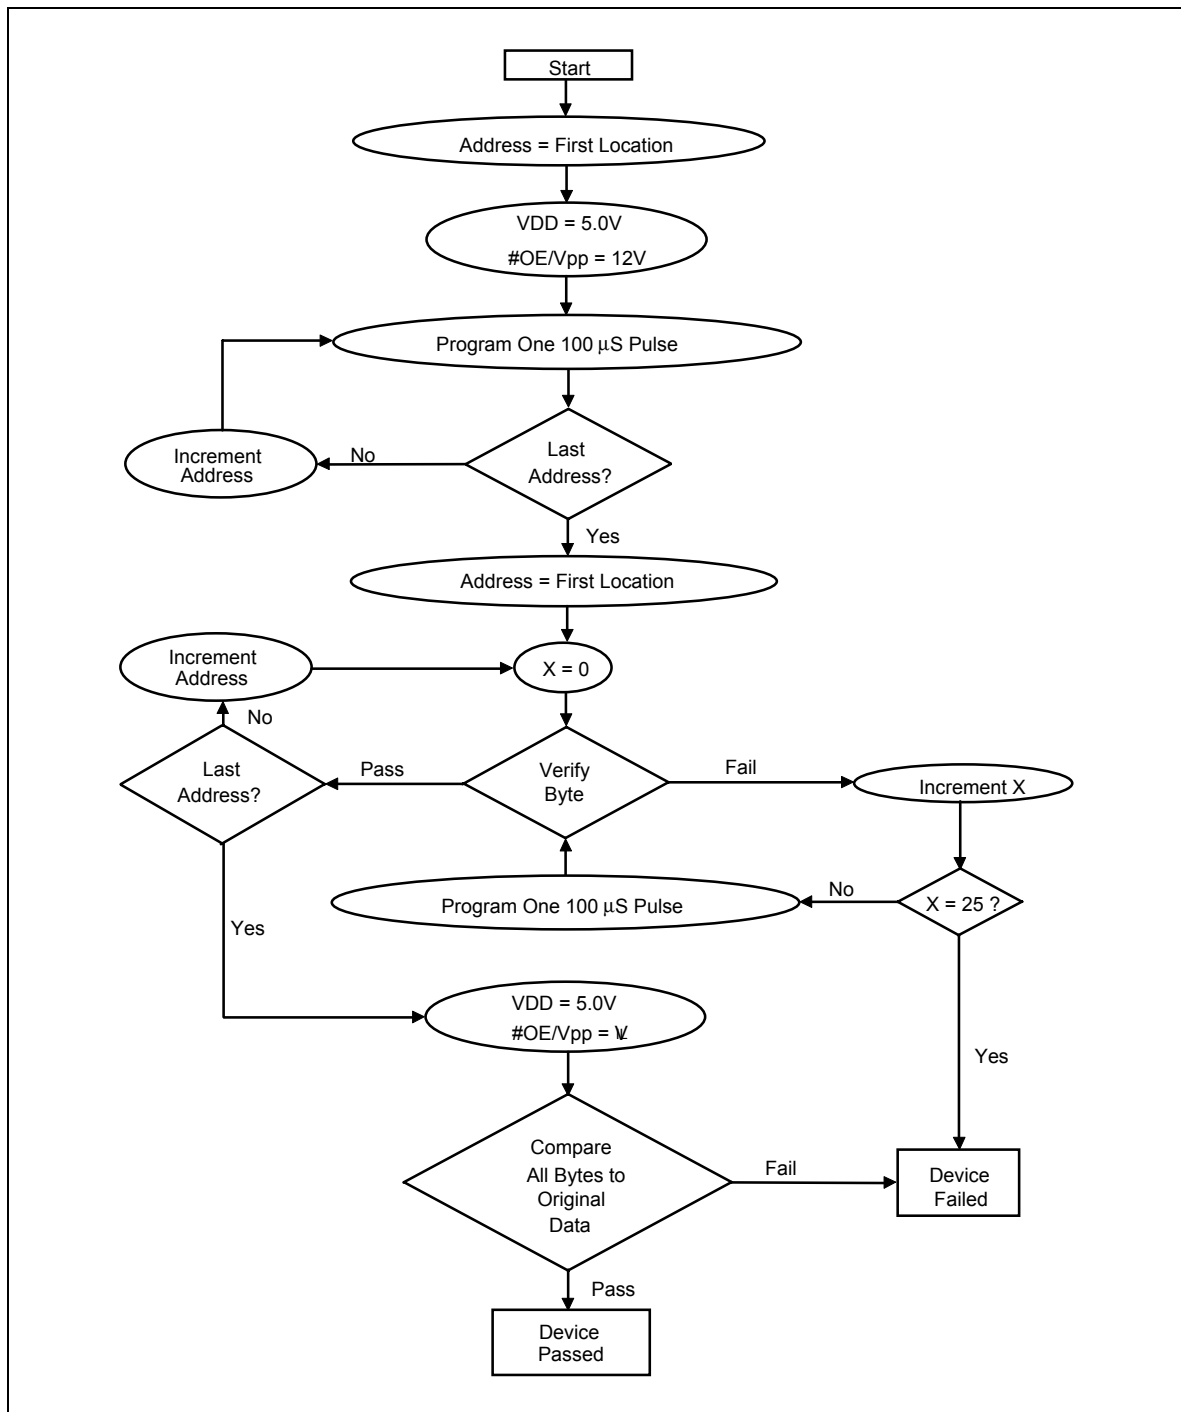 Start
Address = First Location
VDD = 5.0V
#OE/Vpp = 12V
Program One 100 μS Pulse
Last
Address?
No
Increment
Address
Yes
Address = First Location
Increment
Address
X = 0
No
Last
Address?
Pass
Verify
Byte
Fail
Increment X
X = 25 ?
No
Program One 100 μS Pulse
Yes
VDD = 5.0V
#OE/Vpp =
Yes
Compare
All Bytes to
Original
Data
Fail
Device
Failed
Pass
Device
Passed